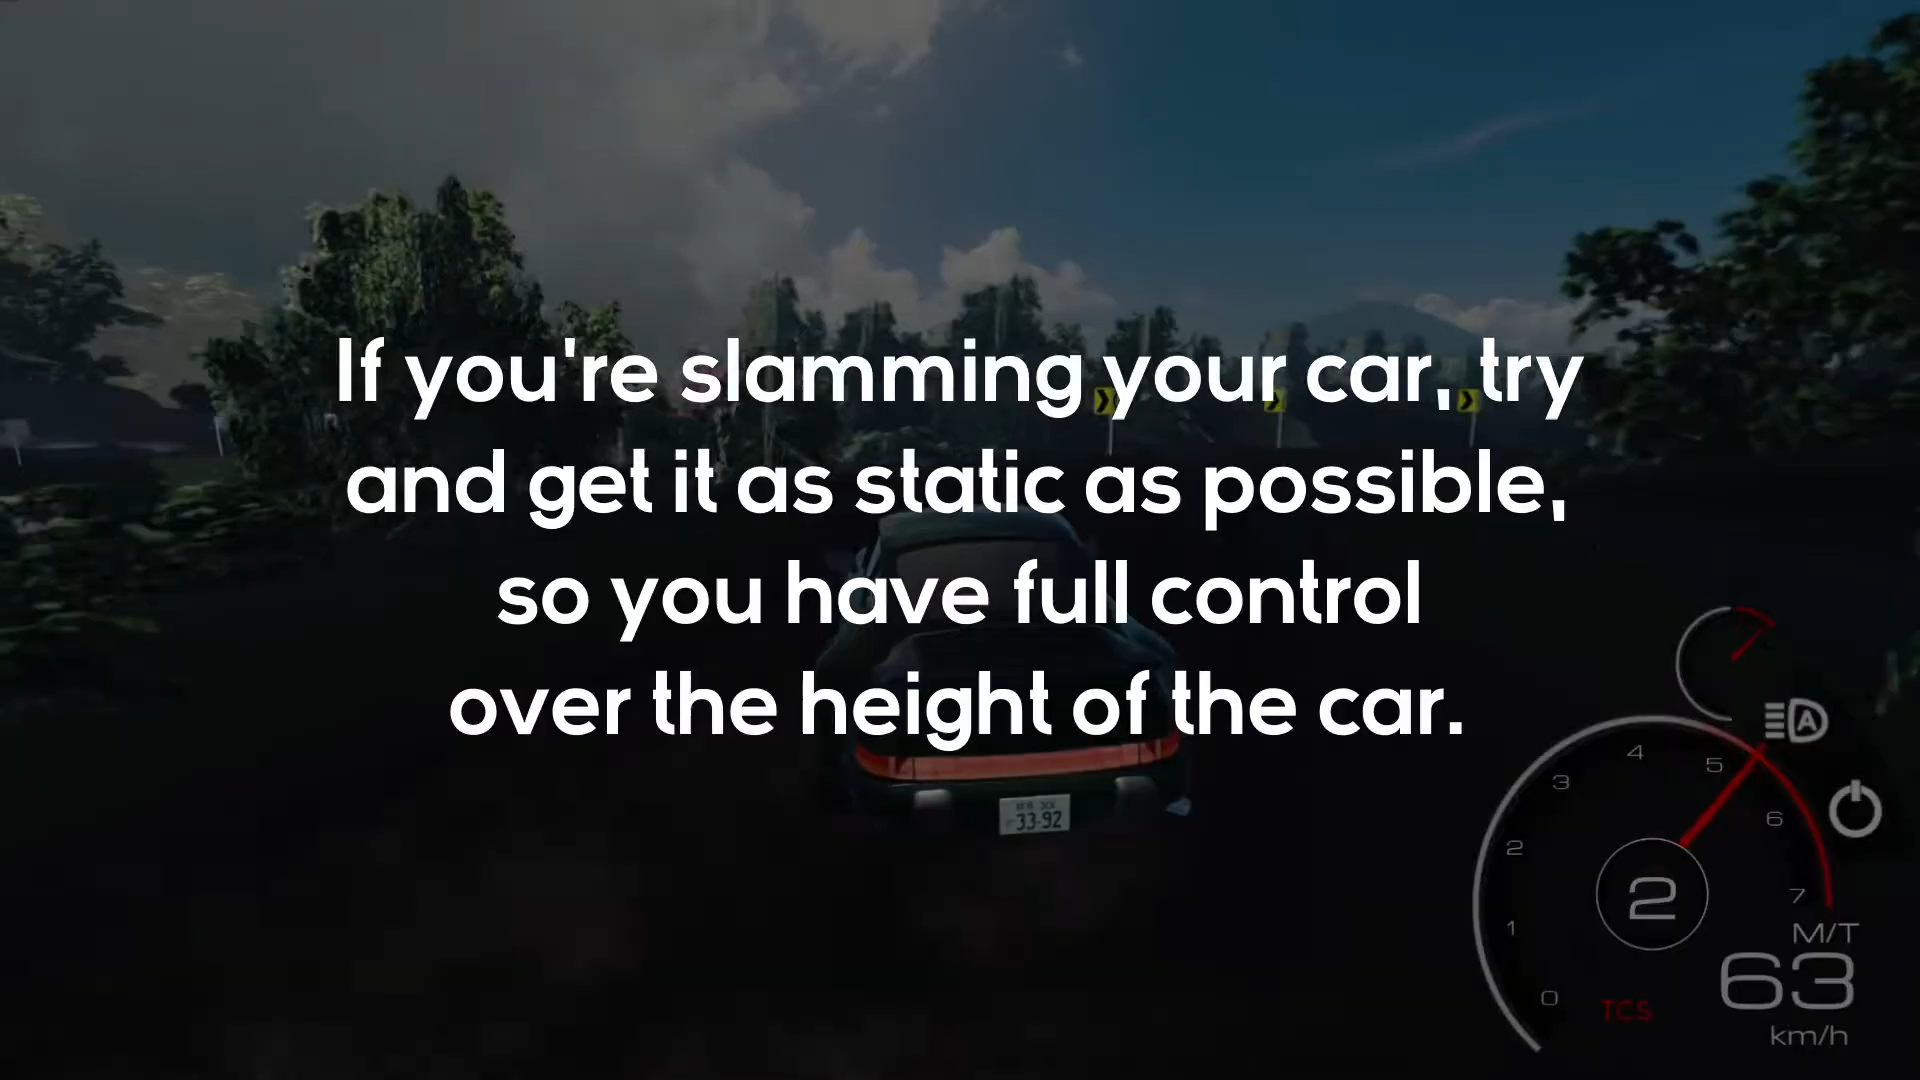 If you're slamming your car, try
and get it as static as possible,
so you have full control
over the height of the car.
33-92
A
4
3
5
2
6
2
7
1
M/T
63
0
TCS
km/h